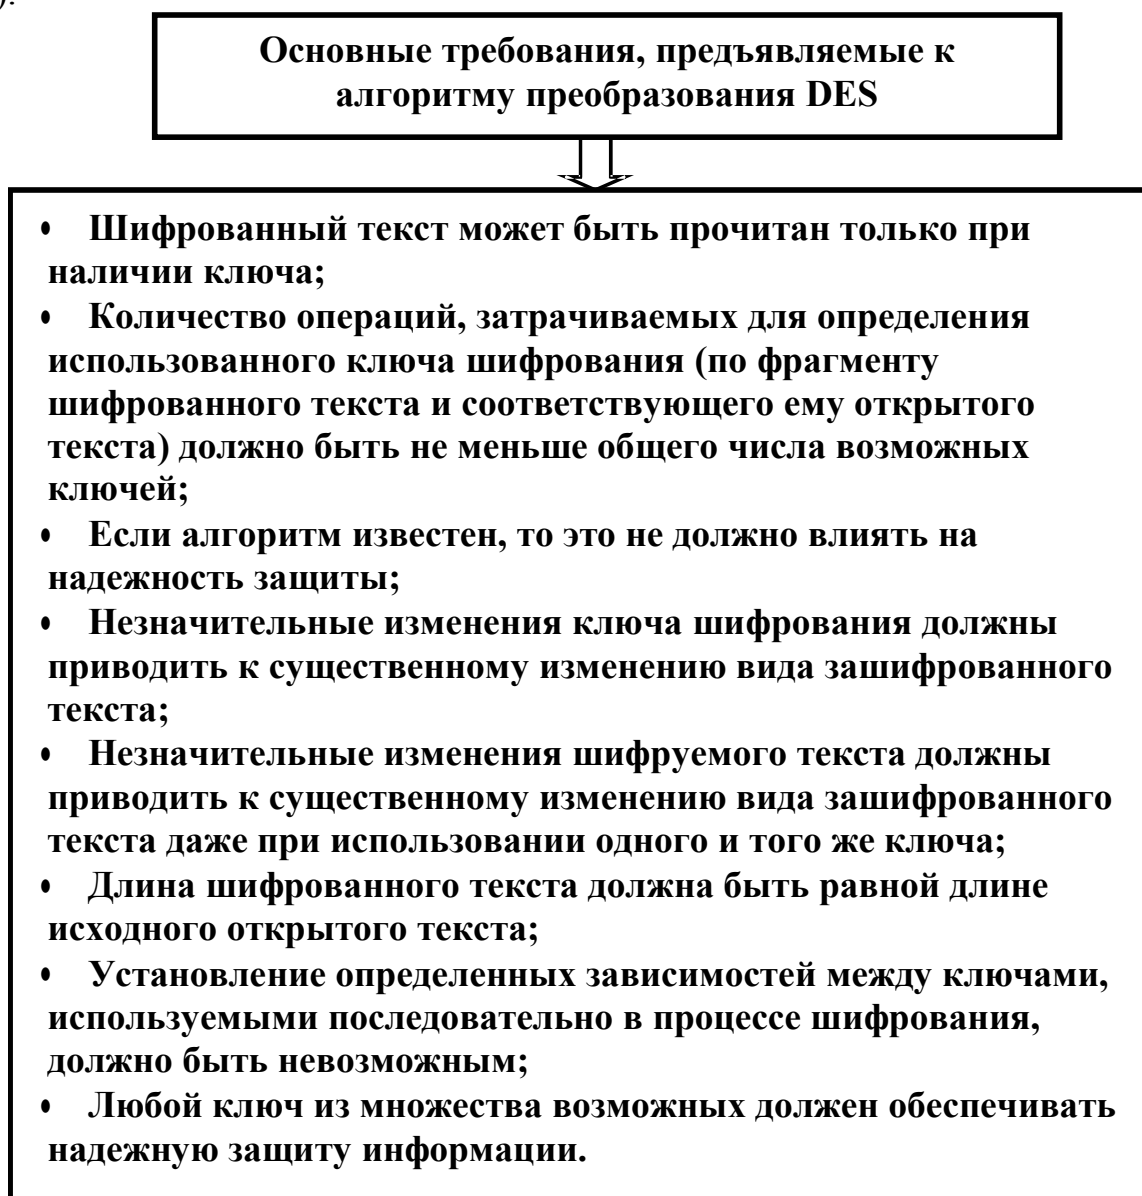 ).
Основные требования, предъявляемые к
алгоритму преобразования DES
• Шифрованный текст может быть прочитан только при
наличии ключа;
• Количество операций, затрачиваемых для определения
использованного ключа шифрования (по фрагменту
шифрованного текста и соответствующего ему открытого
текста) должно быть не меньше общего числа возможных
ключей;
• Если алгоритм известен, то это не должно влиять на
надежность защиты;
• Незначительные изменения ключа шифрования должны
приводить к существенному изменению вида зашифрованного
текста;
• Незначительные изменения шифруемого текста должны
приводить к существенному изменению вида зашифрованного
текста даже при использовании одного и того же ключа;
• Длина шифрованного текста должна быть равной длине
исходного открытого текста;
• Установление определенных зависимостей между ключами,
используемыми последовательно в процессе шифрования,
должно быть невозможным;
• Любой ключ из множества возможных должен обеспечивать
надежную защиту информации.